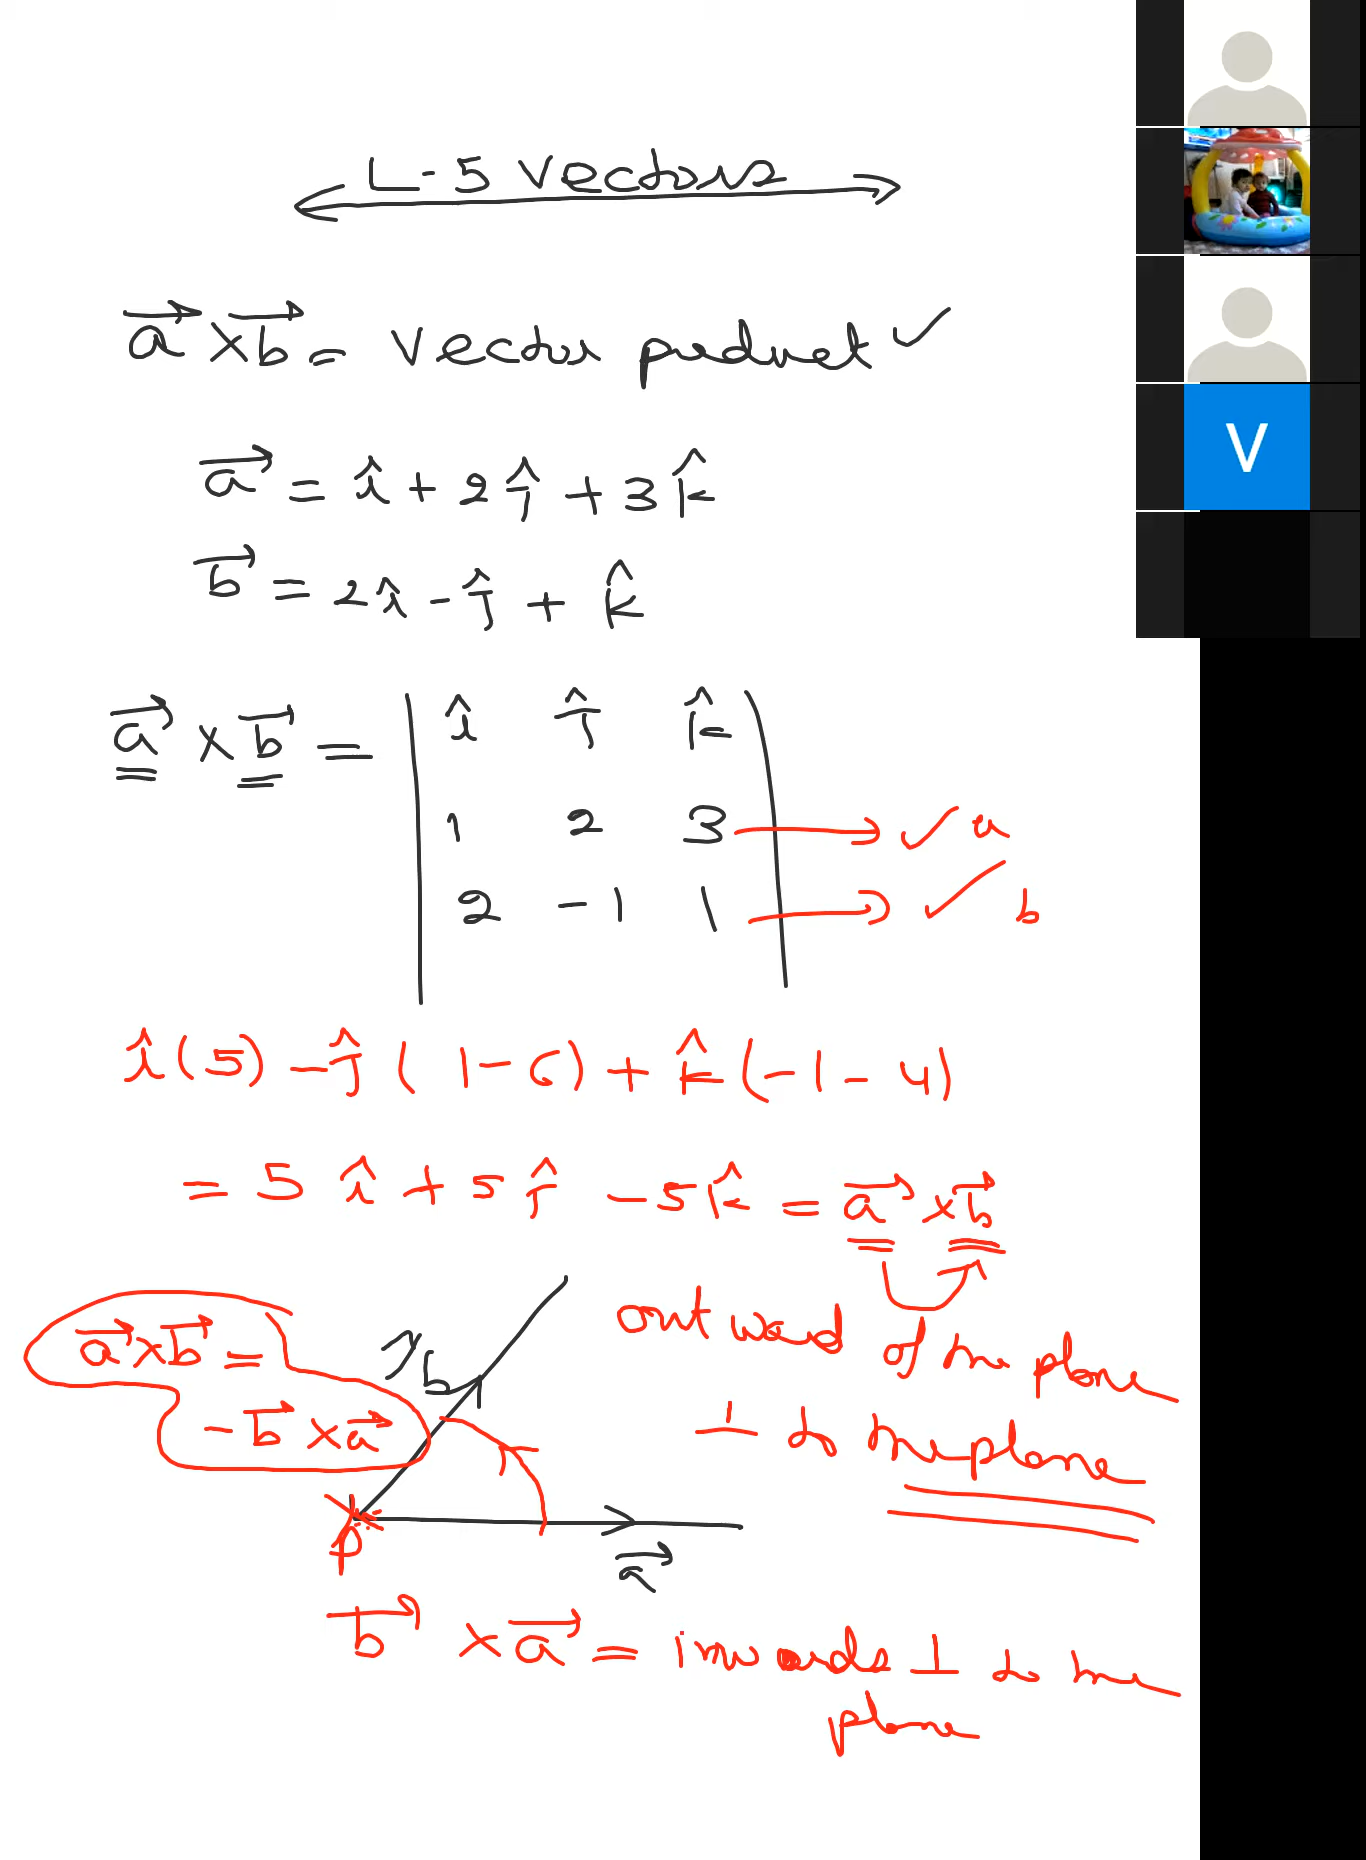 L-5 Vectors
V
a⃗ × b⃗ = Vector product ✓
a⃗ = î + 2ĵ + 3k̂
b⃗ = 2î - ĵ + k̂
a⃗ × b⃗ = | î ĵ k̂ |
1 2 3 → ✓ a
2 -1 1 → ✓ b
î(5) - ĵ(1-6) + k̂(-1-4)
= 5î + 5ĵ - 5k̂ = a⃗ × b⃗
outward of the plane
⊥ to the plane
a⃗ × b⃗ =
- b⃗ × a⃗
b
P
a⃗
b⃗ × a⃗ = inwards ⊥ to the
plane